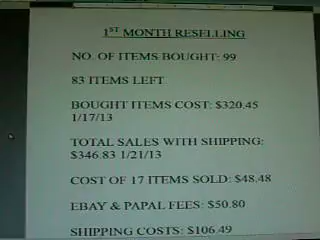 1ST MONTH RESELLING
NO. OF ITEMS BOUGHT: 99
83 ITEMS LEFT
BOUGHT ITEMS COST: $320.45
1/17/13
TOTAL SALES WITH SHIPPING:
$346.83 1/21/13
COST OF 17 ITEMS SOLD: $48.48
EBAY & PAPAL FEES: $50.80
SHIPPING COSTS: $106.49